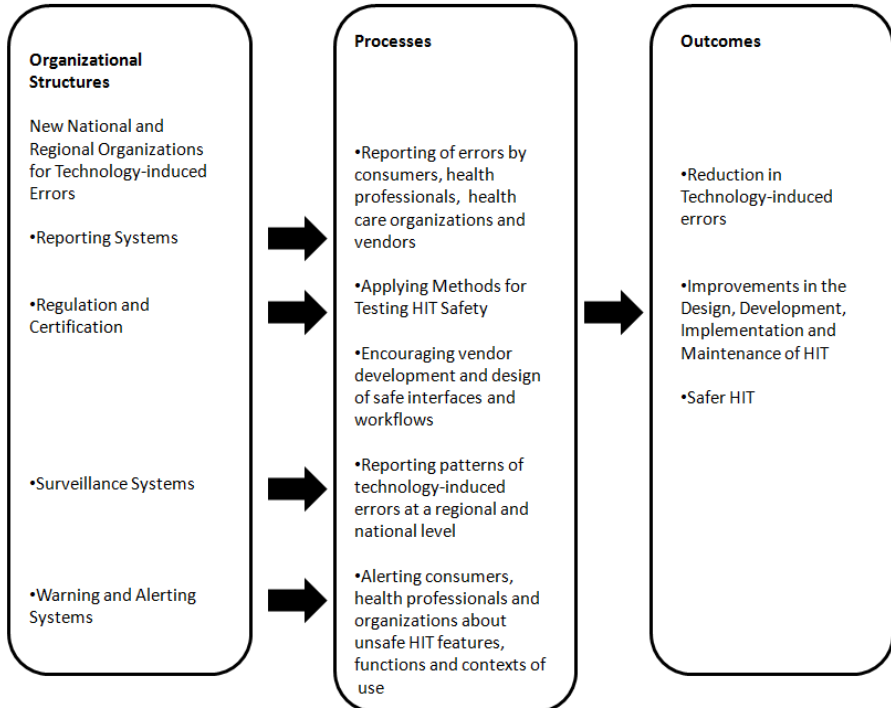 Organizational
Structures
New National and
Regional Organizations
for Technology-induced
Errors
•Reporting Systems
•Regulation and
Certification
•Surveillance Systems
•Warning and Alerting
Systems
Processes
•Reporting of errors by
consumers, health
professionals, health
care organizations and
vendors
•Applying Methods for
Testing HIT Safety
•Encouraging vendor
development and design
of safe interfaces and
workflows
•Reporting patterns of
technology-induced
errors at a regional and
national level
•Alerting consumers,
health professionals and
organizations about
unsafe HIT features,
functions and contexts of
use
Outcomes
•Reduction in
Technology-induced
errors
•Improvements in the
Design, Development,
Implementation and
Maintenance of HIT
•Safer HIT